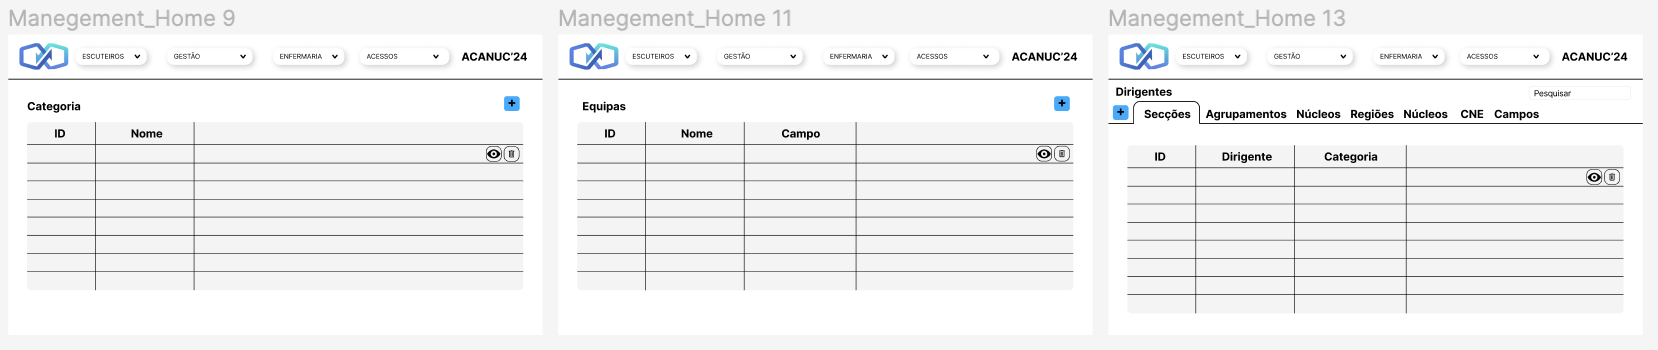 Manegement_Home 9
ESCUTEIROS GESTÃO ENFERMARIA ACESSOS ACANUC'24
Categoria +
ID Nome
Manegement_Home 11
ESCUTEIROS GESTÃO ENFERMARIA ACESSOS ACANUC'24
Equipas +
ID Nome Campo
Manegement_Home 13
ESCUTEIROS GESTÃO ENFERMARIA ACESSOS ACANUC'24
Dirigentes Pesquisar
+ Secções Agrupamentos Núcleos Regiões Núcleos CNE Campos
ID Dirigente Categoria